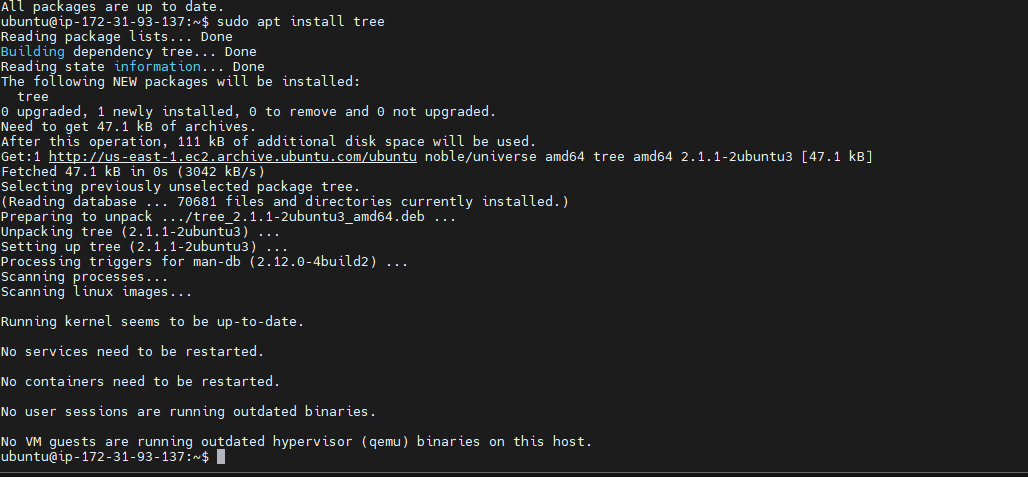 All packages are up to date.
ubuntu@ip-172-31-93-137:~$ sudo apt install tree
Reading package lists... Done
Building dependency tree... Done
Reading state information... Done
The following NEW packages will be installed:
  tree
0 upgraded, 1 newly installed, 0 to remove and 0 not upgraded.
Need to get 47.1 kB of archives.
After this operation, 111 kB of additional disk space will be used.
Get:1 http://us-east-1.ec2.archive.ubuntu.com/ubuntu noble/universe amd64 tree amd64 2.1.1-2ubuntu3 [47.1 kB]
Fetched 47.1 kB in 0s (3042 kB/s)
Selecting previously unselected package tree.
(Reading database ... 70681 files and directories currently installed.)
Preparing to unpack .../tree_2.1.1-2ubuntu3_amd64.deb ...
Unpacking tree (2.1.1-2ubuntu3) ...
Setting up tree (2.1.1-2ubuntu3) ...
Processing triggers for man-db (2.12.0-4build2) ...
Scanning processes...
Scanning linux images...

Running kernel seems to be up-to-date.

No services need to be restarted.

No containers need to be restarted.

No user sessions are running outdated binaries.

No VM guests are running outdated hypervisor (qemu) binaries on this host.
ubuntu@ip-172-31-93-137:~$